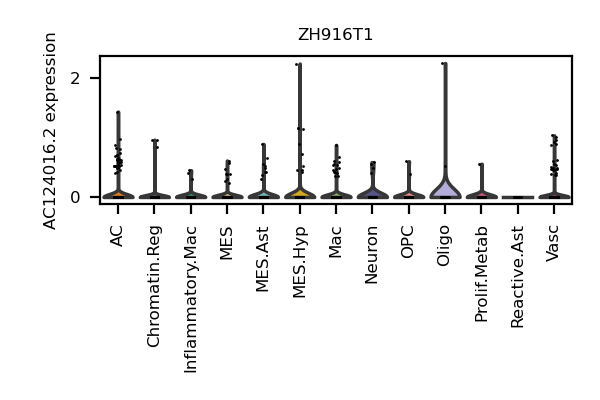 ZH916T1
AC124016.2 expression
2
0
AC
Chromatin.Reg
Inflammatory.Mac
MES
MES.Ast
MES.Hyp
Mac
Neuron
OPC
Oligo
Prolif.Metab
Reactive.Ast
Vasc